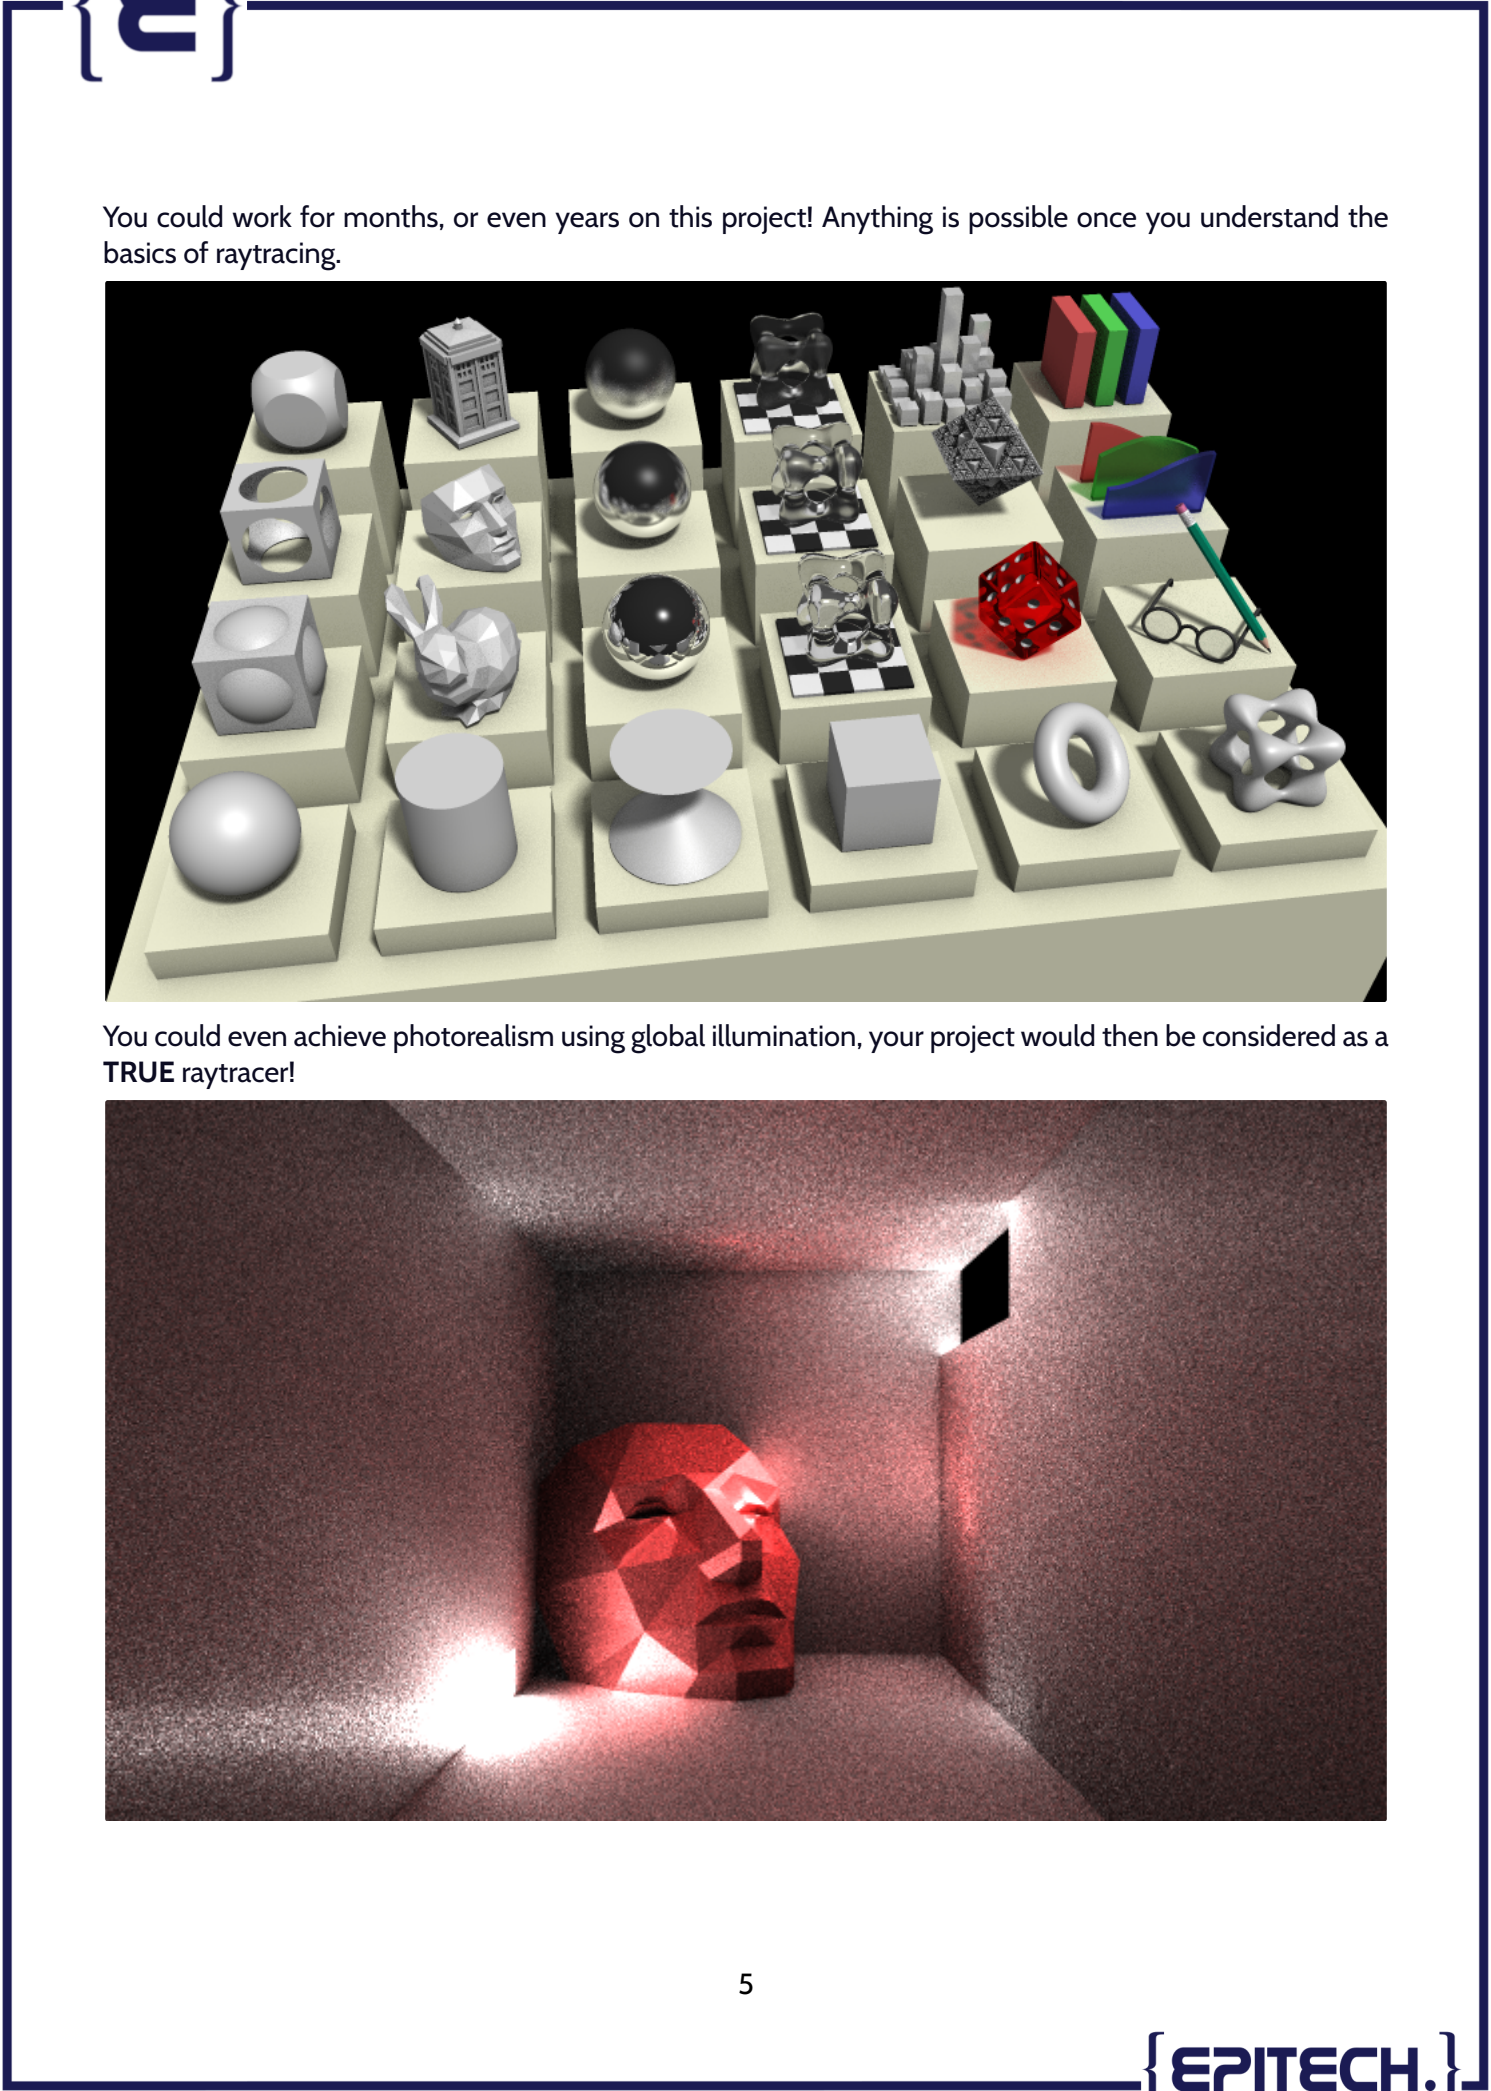 You could work for months, or even years on this project! Anything is possible once you understand the
basics of raytracing.
You could even achieve photorealism using global illumination, your project would then be considered as a
TRUE raytracer!
5
{EPITECH.}